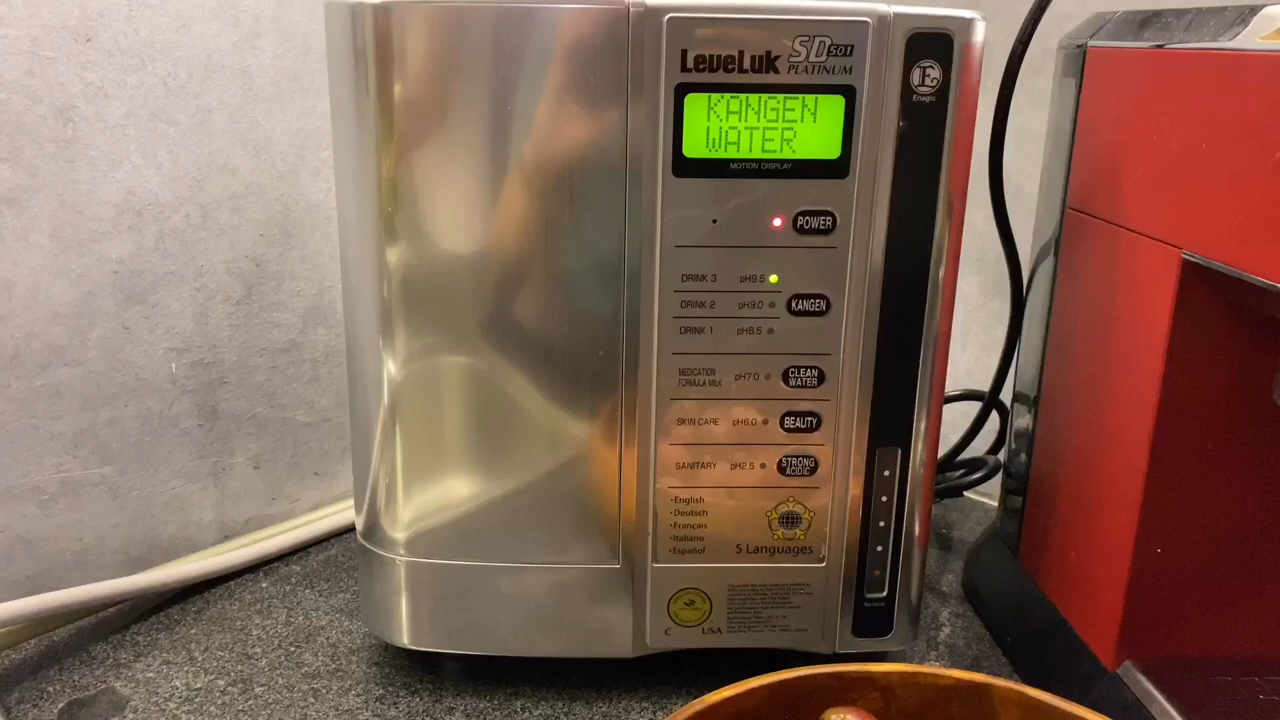 LeveLuk SD 501
PLATINUM
E
Enagic
KANGEN
WATER
MOTION DISPLAY
POWER
DRINK 3 pH9.5
DRINK 2 pH9.0 KANGEN
DRINK 1 pH8.5
MEDICATION
FORMULA MILK pH7.0 CLEAN
WATER
SKIN CARE pH6.0 BEAUTY
SANITARY pH2.5 STRONG
ACIDIC
•English
•Deutsch
•Français
•Italiano
•Español
5 Languages
C USA